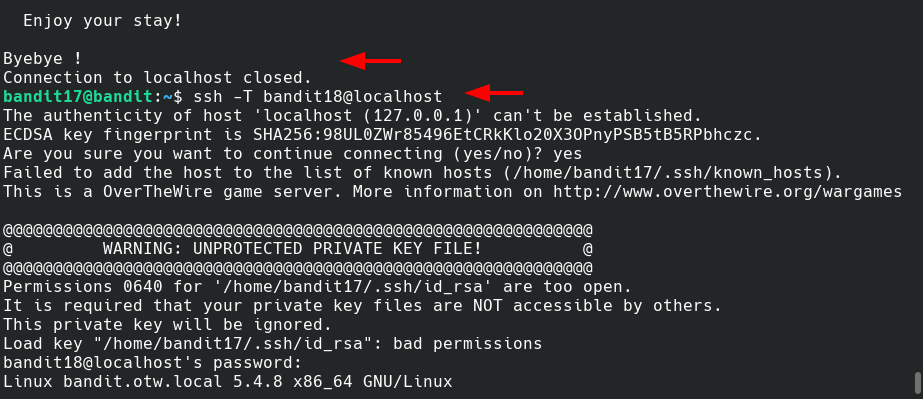 Enjoy your stay!
Byebye !
Connection to localhost closed.
bandit17@bandit:~$ ssh -T bandit18@localhost
The authenticity of host 'localhost (127.0.0.1)' can't be established.
ECDSA key fingerprint is SHA256:98UL0ZWr85496EtCRkKlo20X3OPnyPSB5tB5RPbhczc.
Are you sure you want to continue connecting (yes/no)? yes
Failed to add the host to the list of known hosts (/home/bandit17/.ssh/known_hosts).
This is a OverTheWire game server. More information on http://www.overthewire.org/wargames
@@@@@@@@@@@@@@@@@@@@@@@@@@@@@@@@@@@@@@@@@@@@@@@@@@@@@@@@@@@
@         WARNING: UNPROTECTED PRIVATE KEY FILE!          @
@@@@@@@@@@@@@@@@@@@@@@@@@@@@@@@@@@@@@@@@@@@@@@@@@@@@@@@@@@@
Permissions 0640 for '/home/bandit17/.ssh/id_rsa' are too open.
It is required that your private key files are NOT accessible by others.
This private key will be ignored.
Load key "/home/bandit17/.ssh/id_rsa": bad permissions
bandit18@localhost's password:
Linux bandit.otw.local 5.4.8 x86_64 GNU/Linux